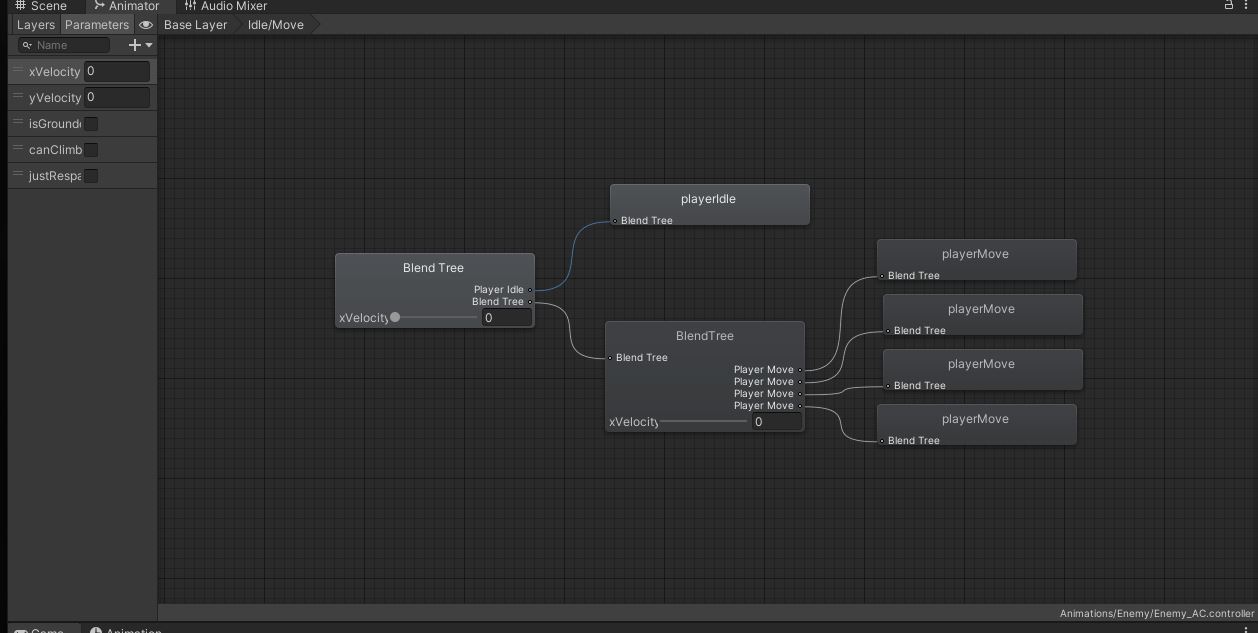 Scene Animator Audio Mixer
Layers Parameters Base Layer Idle/Move
Name
xVelocity 0
yVelocity 0
isGrounde
canClimb
justRespa
playerIdle
Blend Tree
Blend Tree
Player Idle
Blend Tree
xVelocity 0
BlendTree
Blend Tree
Player Move
Player Move
Player Move
Player Move
xVelocity 0
playerMove
Blend Tree
playerMove
Blend Tree
playerMove
Blend Tree
playerMove
Blend Tree
Animations/Enemy/Enemy_AC.controller
Game Animation